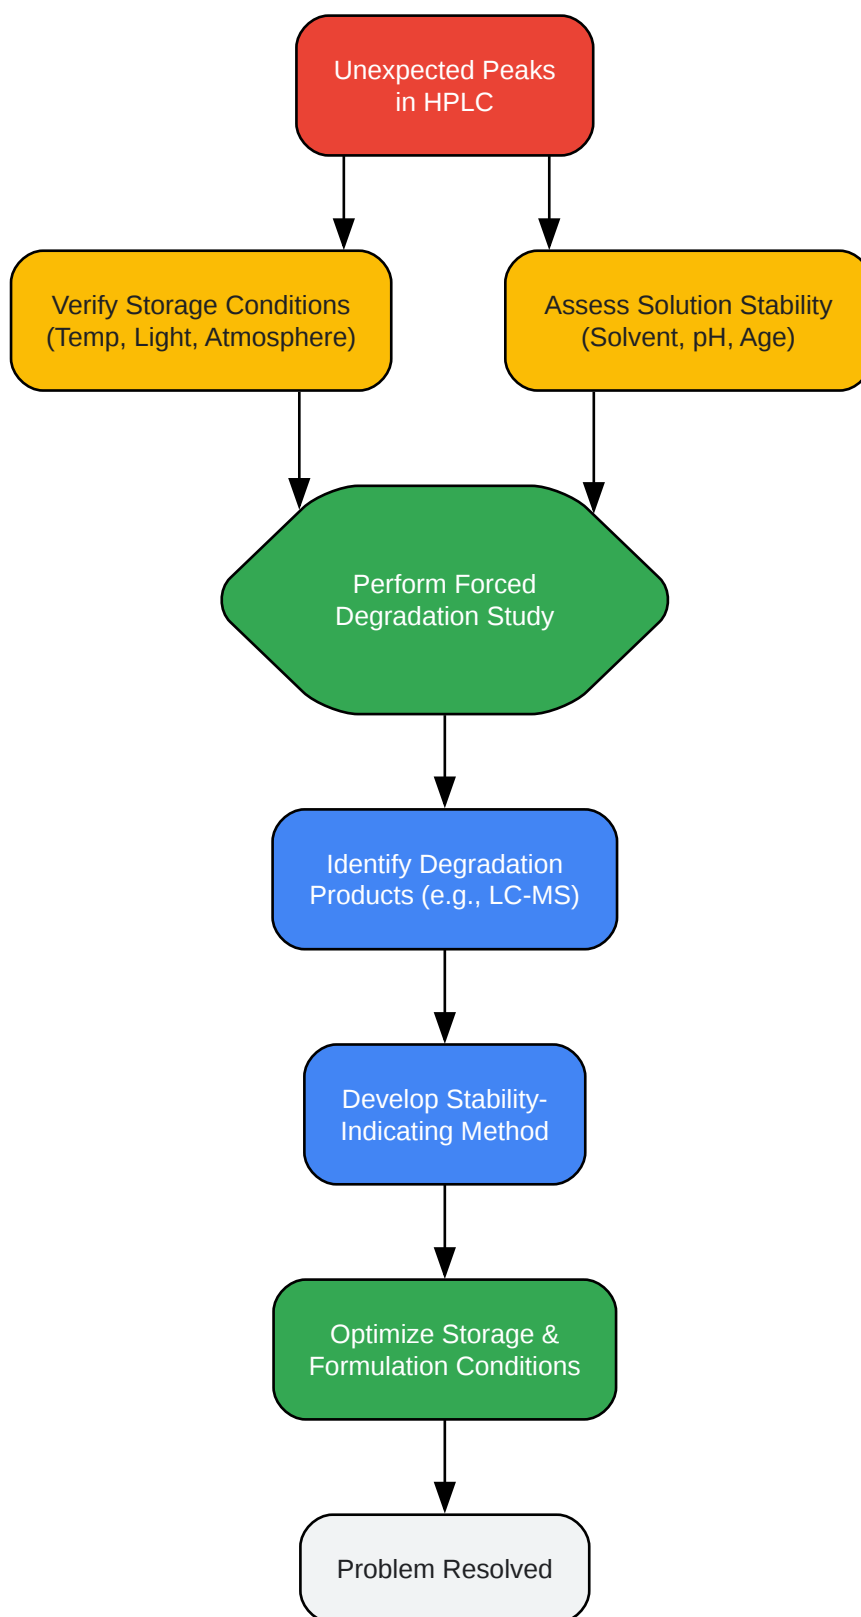 Unexpected Peaks
in HPLC
Verify Storage Conditions
(Temp, Light, Atmosphere)
Assess Solution Stability
(Solvent, pH, Age)
Perform Forced
Degradation Study
Identify Degradation
Products (e.g., LC-MS)
Develop Stability-
Indicating Method
Optimize Storage &
Formulation Conditions
Problem Resolved